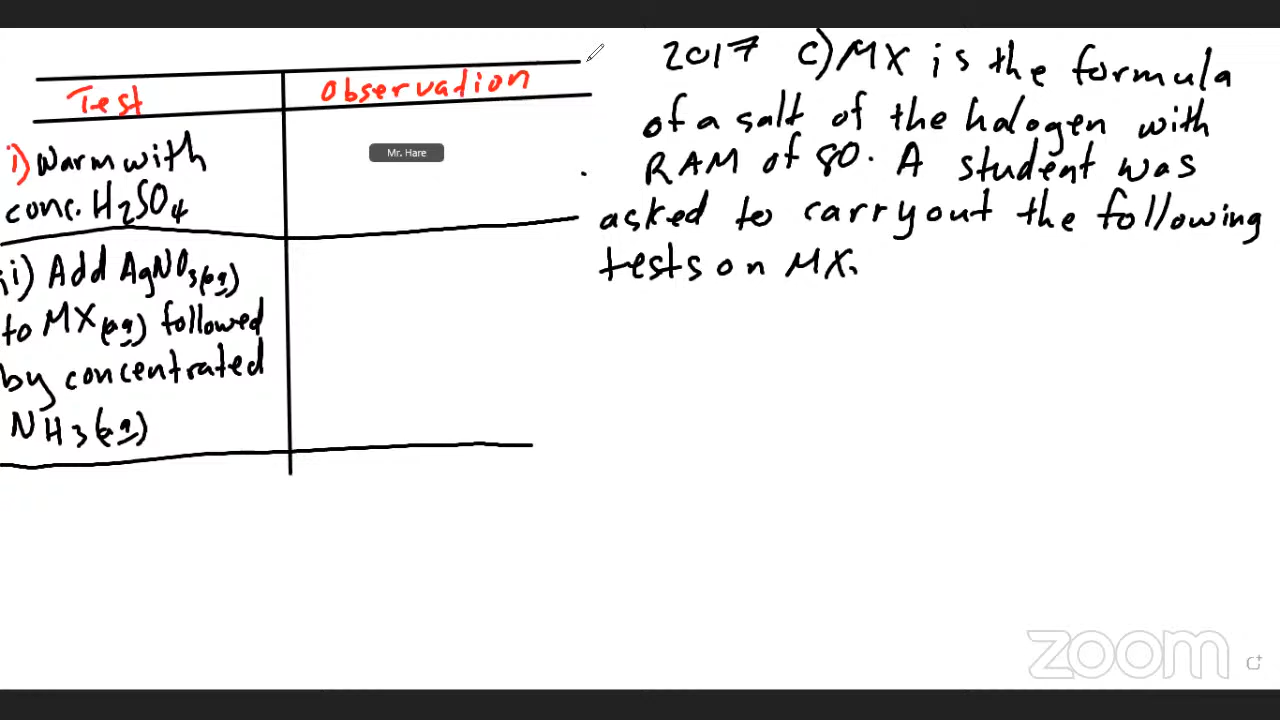 Test
Observation
i) Warm with
conc. H₂SO₄
ii) Add AgNO₃(aq)
to MX(aq) followed
by concentrated
NH₃(aq)
Mr. Hare
2017 C) MX is the formula
of a salt of the halogen with
RAM of 80. A student was
asked to carryout the following
tests on MX.
zoom